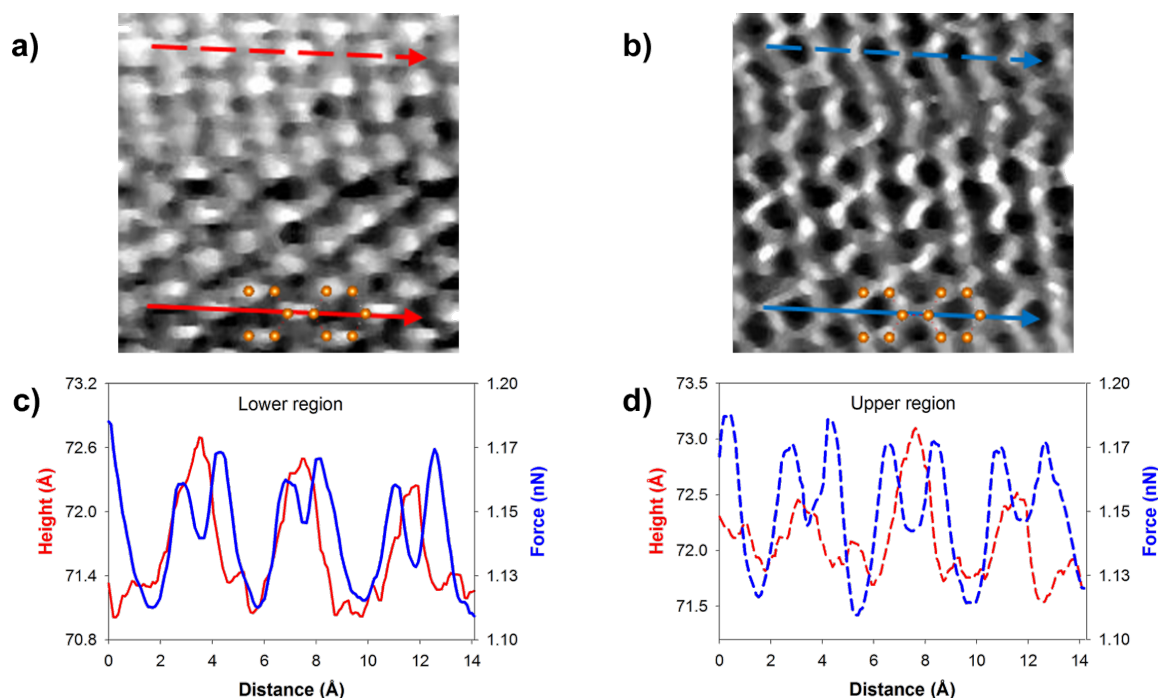 a)
b)
c)
Lower region
73.2
72.6
72.0
71.4
70.8
Height (Å)
1.20
1.17
1.15
1.13
1.10
Force (nN)
0 2 4 6 8 10 12 14
Distance (Å)
d)
Upper region
73.5
73.0
72.5
72.0
71.5
Height (Å)
1.20
1.17
1.15
1.13
1.10
Force (nN)
0 2 4 6 8 10 12 14
Distance (Å)